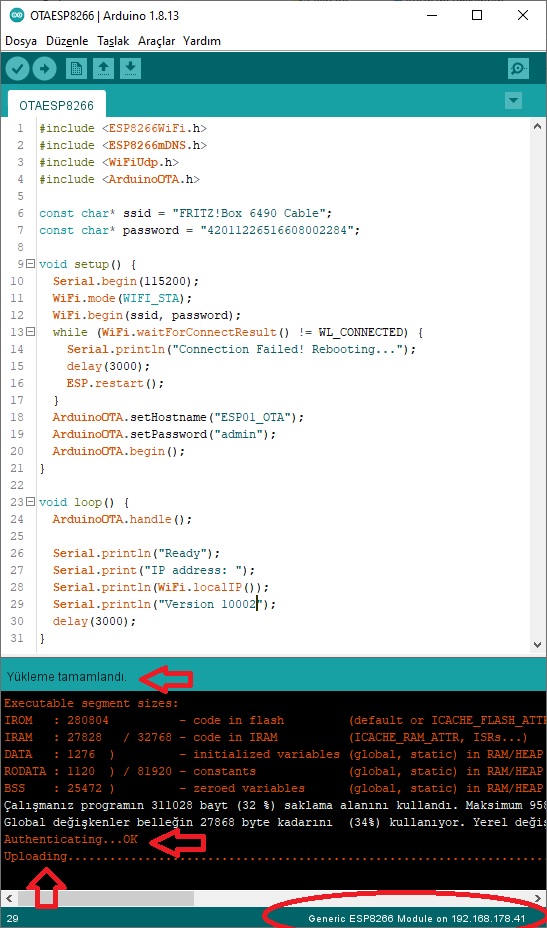 OTAESP8266 | Arduino 1.8.13
Dosya Düzenle Taşlak Araçlar Yardım
OTAESP8266
1 #include <ESP8266WiFi.h>
2 #include <ESP8266mDNS.h>
3 #include <WiFiUdp.h>
4 #include <ArduinoOTA.h>
5
6 const char* ssid = "FRITZ!Box 6490 Cable";
7 const char* password = "42011226516608002284";
8
9 void setup() {
10 Serial.begin(115200);
11 WiFi.mode(WIFI_STA);
12 WiFi.begin(ssid, password);
13 while (WiFi.waitForConnectResult() != WL_CONNECTED) {
14 Serial.println("Connection Failed! Rebooting...");
15 delay(3000);
16 ESP.restart();
17 }
18 ArduinoOTA.setHostname("ESP01_OTA");
19 ArduinoOTA.setPassword("admin");
20 ArduinoOTA.begin();
21 }
22
23 void loop() {
24 ArduinoOTA.handle();
25
26 Serial.println("Ready");
27 Serial.print("IP address: ");
28 Serial.println(WiFi.localIP());
29 Serial.println("Version 10002");
30 delay(3000);
31 }
Yükleme tamamlandı.
Executable segment sizes:
IROM : 280804 - code in flash (default or ICACHE_FLASH_ATTR
IRAM : 27828 / 32768 - code in IRAM (ICACHE_RAM_ATTR, ISRs...)
DATA : 1276 ) - initialized variables (global, static) in RAM/HEAP
RODATA : 1120 ) / 81920 - constants (global, static) in RAM/HEAP
BSS : 25472 ) - zeroed variables (global, static) in RAM/HEAP
Çalışmanız programın 311028 bayt (32 %) saklama alanını kullandı. Maksimum 958
Global değişkenler belleğin 27868 byte kadarını (34%) kullanıyor. Yerel değiş
Authenticating...OK
Uploading................................................................
29 Generic ESP8266 Module on 192.168.178.41